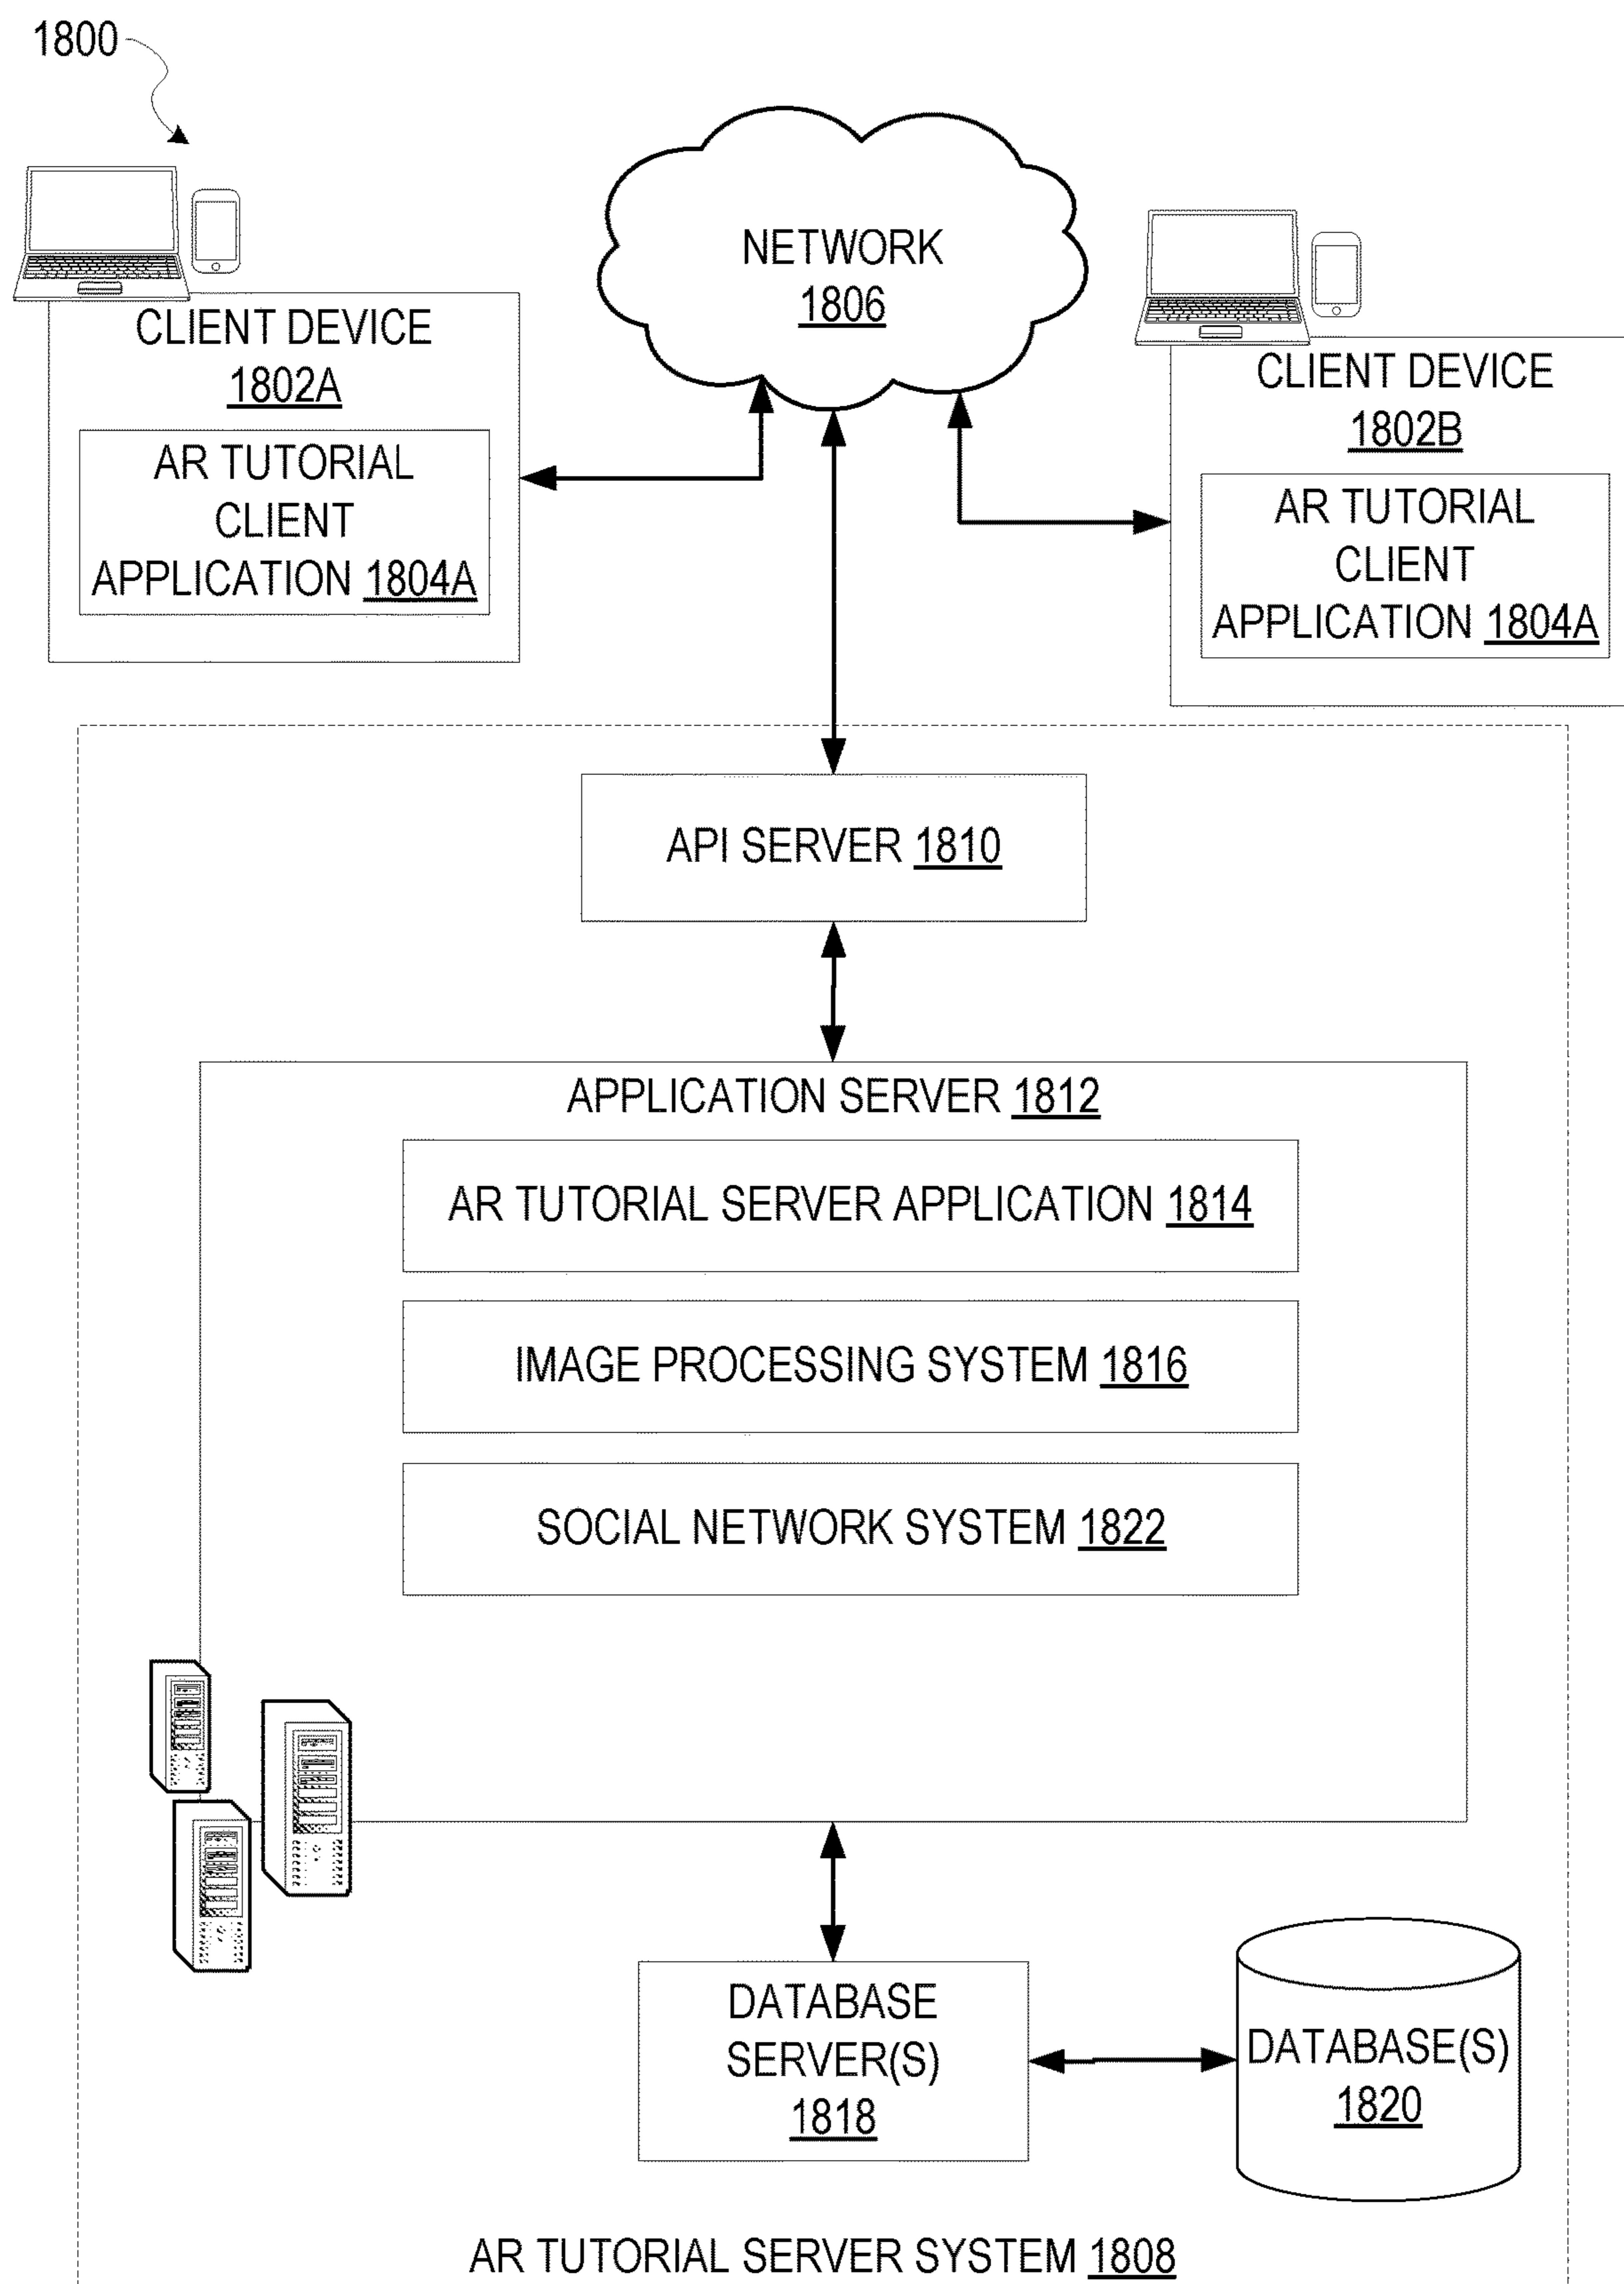 1800
NETWORK
1806
CLIENT DEVICE
1802A
AR TUTORIAL
CLIENT
APPLICATION 1804A
CLIENT DEVICE
1802B
AR TUTORIAL
CLIENT
APPLICATION 1804A
API SERVER 1810
APPLICATION SERVER 1812
AR TUTORIAL SERVER APPLICATION 1814
IMAGE PROCESSING SYSTEM 1816
SOCIAL NETWORK SYSTEM 1822
DATABASE
SERVER(S)
1818
DATABASE(S)
1820
AR TUTORIAL SERVER SYSTEM 1808